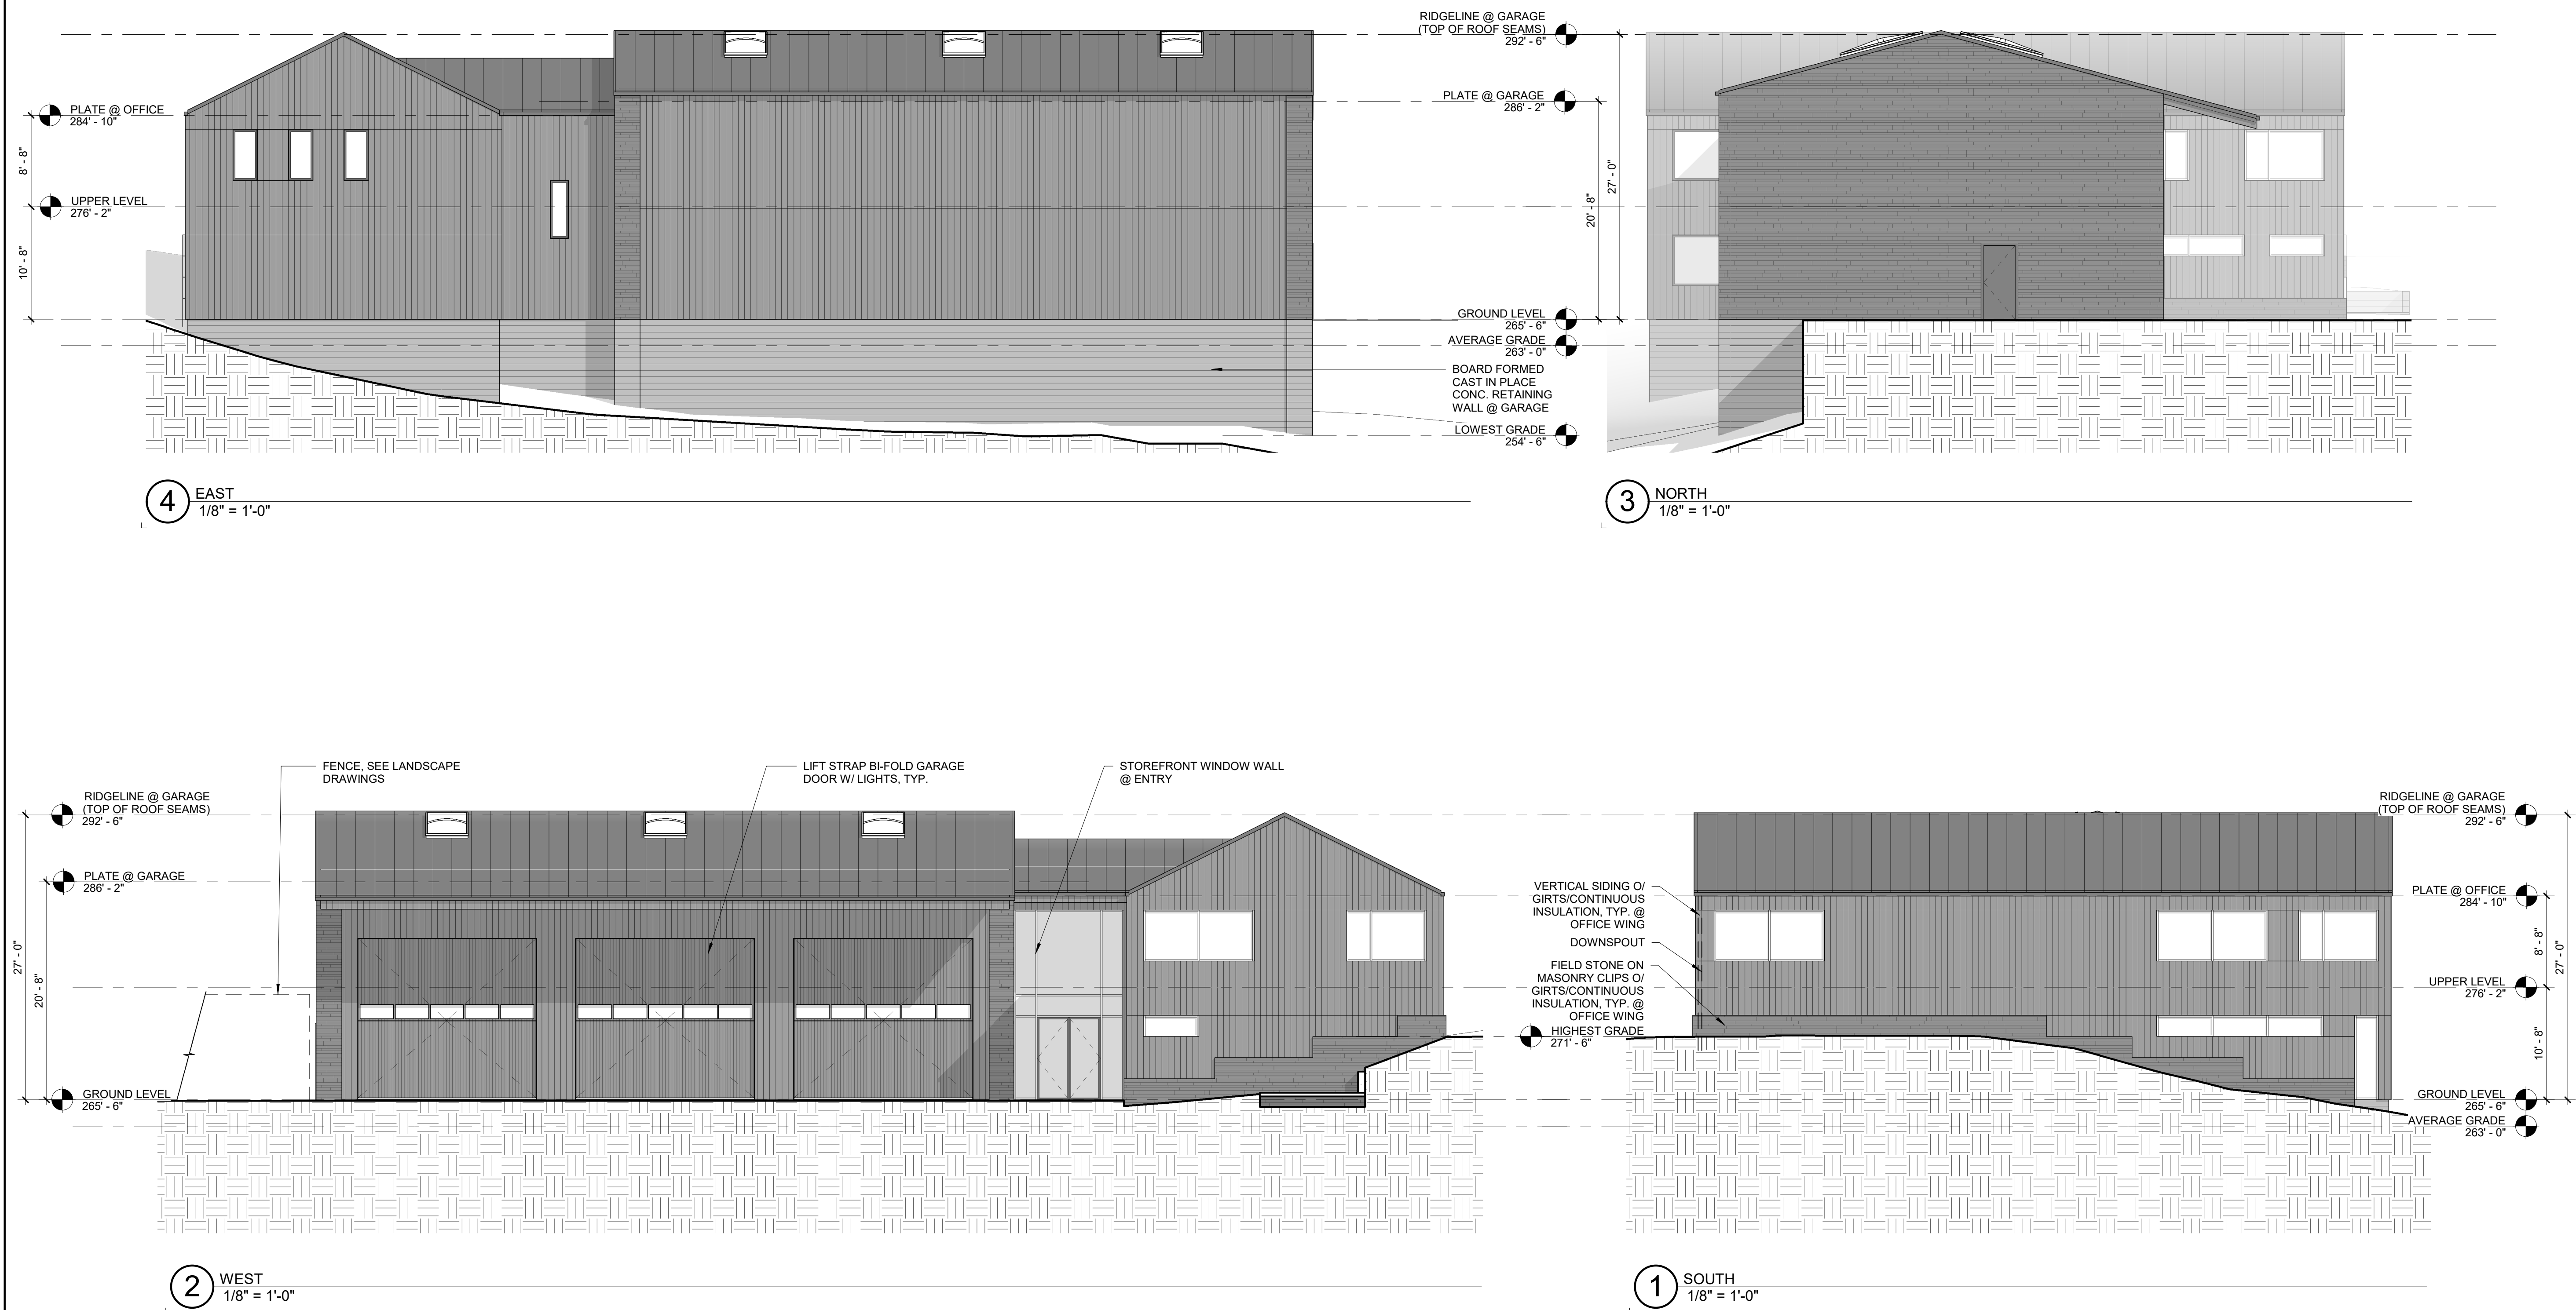 RIDGELINE @ GARAGE
(TOP OF ROOF SEAMS)
292' - 6"
PLATE @ OFFICE
284' - 10"
PLATE @ GARAGE
286' - 2"
8' - 8"
UPPER LEVEL
276' - 2"
27' - 0"
20' - 8"
10' - 8"
GROUND LEVEL
265' - 6"
AVERAGE GRADE
263' - 0"
BOARD FORMED
CAST IN PLACE
CONC. RETAINING
WALL @ GARAGE
LOWEST GRADE
254' - 6"
4
EAST
1/8" = 1'-0"
3
NORTH
1/8" = 1'-0"
FENCE, SEE LANDSCAPE
DRAWINGS
LIFT STRAP BI-FOLD GARAGE
DOOR W/ LIGHTS, TYP.
STOREFRONT WINDOW WALL
@ ENTRY
RIDGELINE @ GARAGE
(TOP OF ROOF SEAMS)
292' - 6"
PLATE @ GARAGE
286' - 2"
27' - 0"
20' - 8"
GROUND LEVEL
265' - 6"
RIDGELINE @ GARAGE
(TOP OF ROOF SEAMS)
292' - 6"
VERTICAL SIDING O/
GIRTS/CONTINUOUS
INSULATION, TYP. @
OFFICE WING
DOWNSPOUT
FIELD STONE ON
MASONRY CLIPS O/
GIRTS/CONTINUOUS
INSULATION, TYP. @
OFFICE WING
HIGHEST GRADE
271' - 6"
PLATE @ OFFICE
284' - 10"
8' - 8"
27' - 0"
UPPER LEVEL
276' - 2"
10' - 8"
GROUND LEVEL
265' - 6"
AVERAGE GRADE
263' - 0"
2
WEST
1/8" = 1'-0"
1
SOUTH
1/8" = 1'-0"